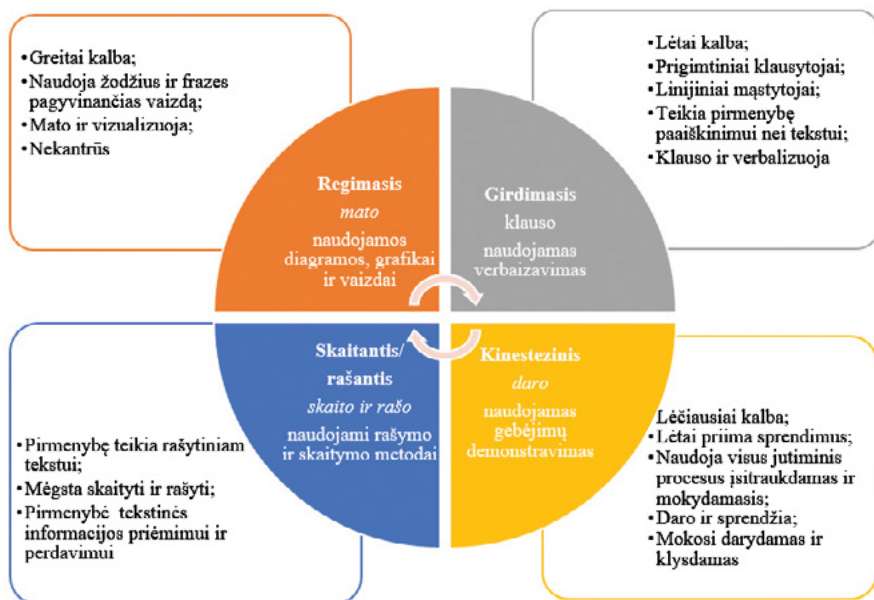 •Greitai kalba;
•Naudoja žodžius ir frazes
pagyvinančias vaizdą;
•Mato ir vizualizuoja;
•Nekantrūs
•Lėtai kalba;
•Prigimtiniai klausytojai;
•Linijiniai mąstytojai;
•Teikia pirmenybę
paaiškinimui nei tekstui;
•Klauso ir verbalizuoja
Regimasis
mato
naudojamos
diagramos, grafikai
ir vaizdai
Girdimasis
klauso
naudojamas
verbaizavimas
Skaitantis/
rašantis
skaito ir rašo
naudojami rašymo
ir skaitymo metodai
Kinestezinis
daro
naudojamas
gebėjimų
demonstravimas
•Pirmenybę teikia rašytiniam
tekstui;
•Mėgsta skaityti ir rašyti;
•Pirmenybė tekstinės
informacijos priėmimui ir
perdavimui
Lėčiausiai kalba;
•Lėtai priima sprendimus;
•Naudoja visus jutiminis
procesus įsitraukdamas ir
mokydamasis;
•Daro ir sprendžia;
•Mokosi darydamas ir
klysdamas